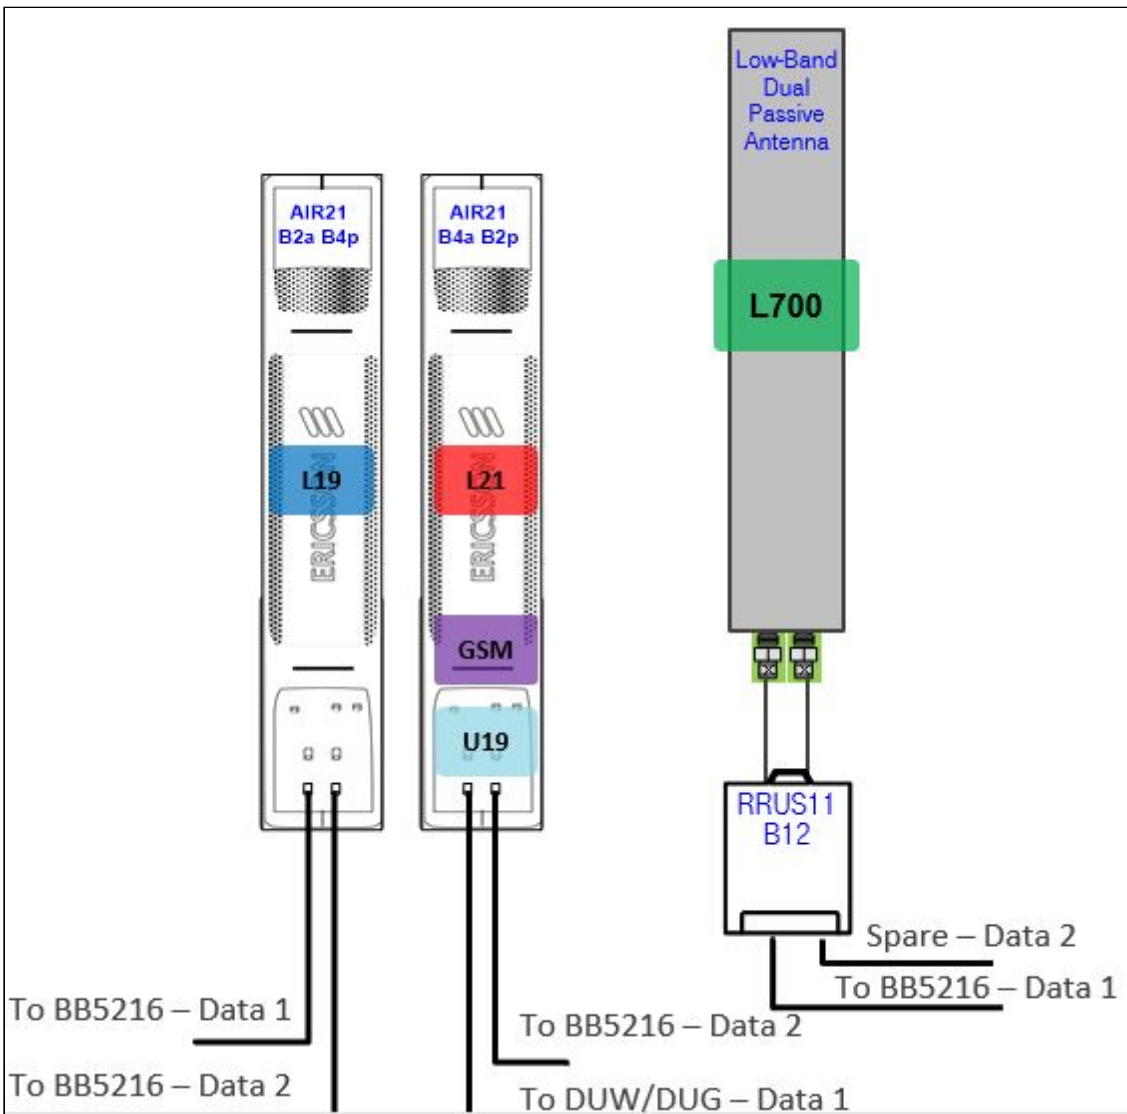 AIR21
B2a B4p
L19
ERICSSON
AIR21
B4a B2p
L21
ERICSSON
GSM
U19
Low-Band
Dual
Passive
Antenna
L700
RRUS11
B12
Spare – Data 2
To BB5216 – Data 1
To BB5216 – Data 1
To BB5216 – Data 2
To BB5216 – Data 2
To DUW/DUG – Data 1